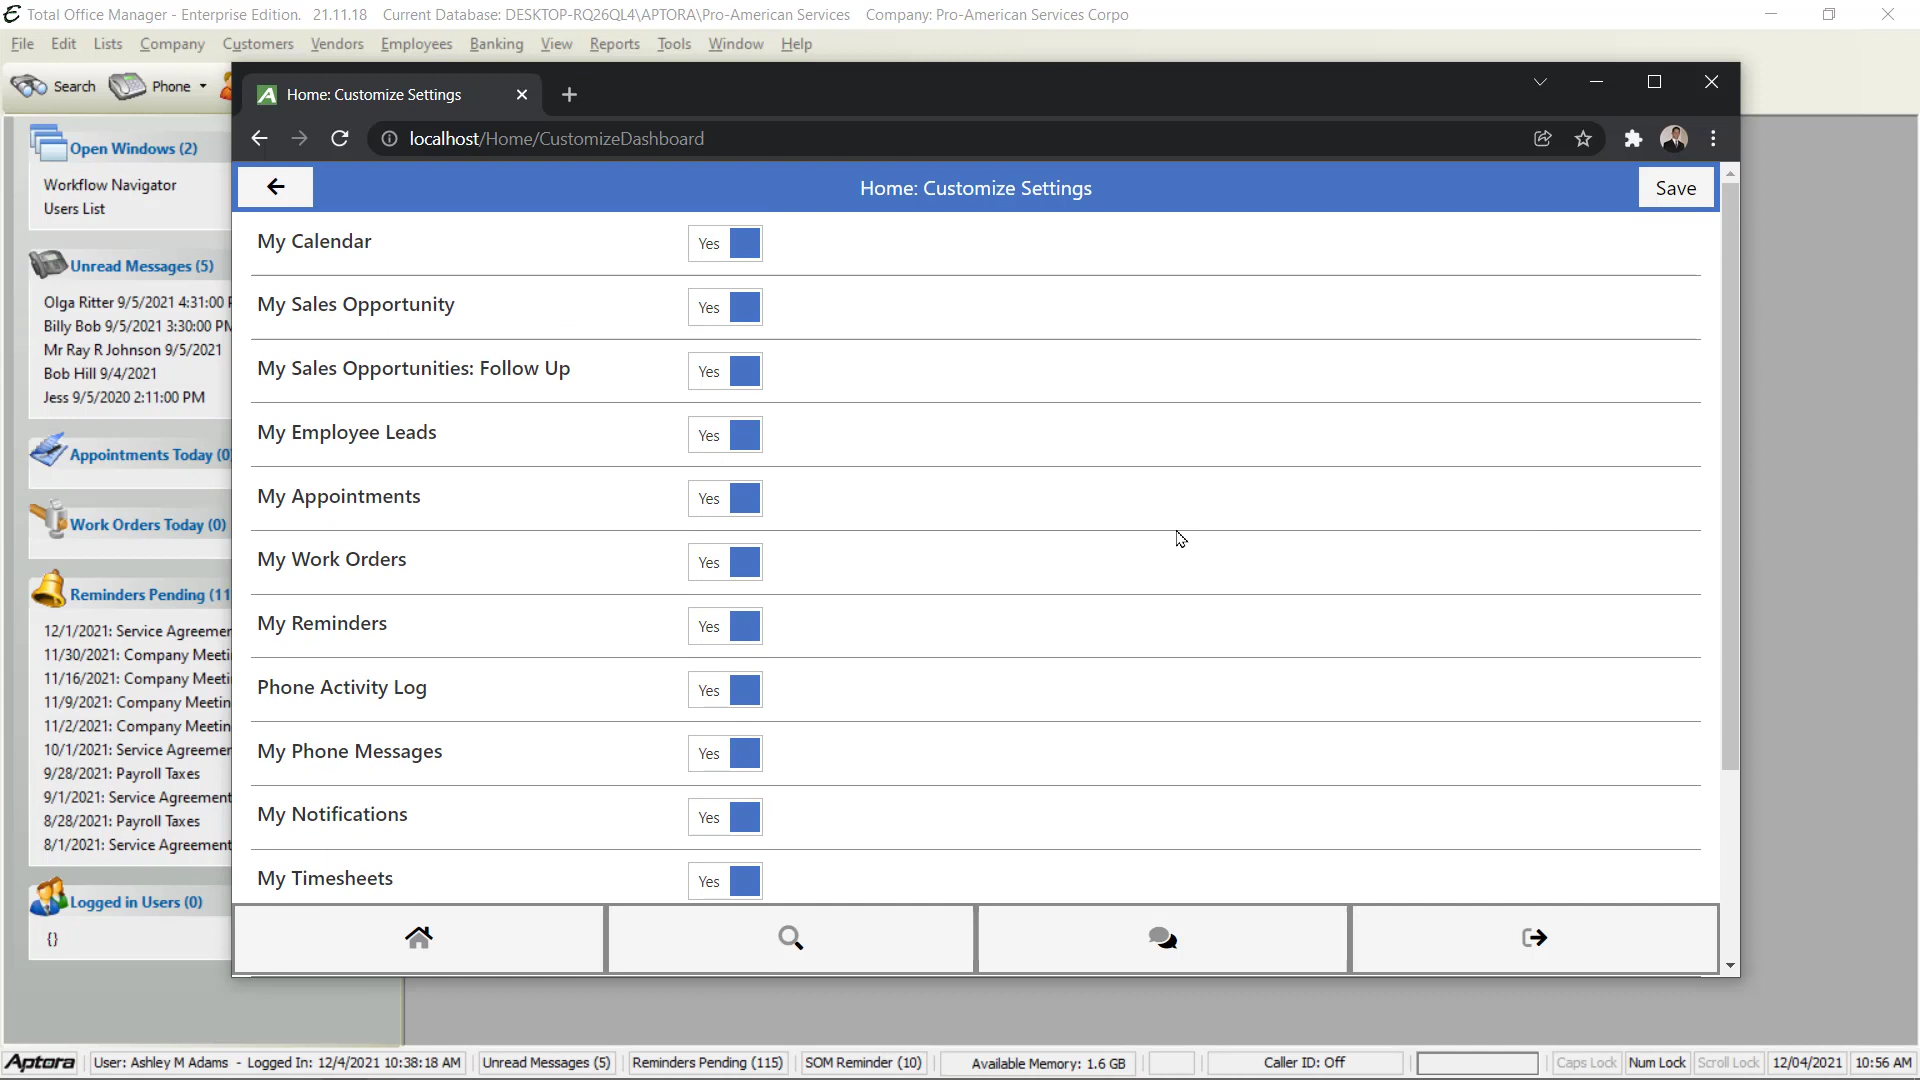 Total Office Manager - Enterprise Edition. 21.11.18 Current Database: DESKTOP-RQ26QL4\APTORA\Pro-American Services Company: Pro-American Services Corpo
File Edit Lists Company Customers Vendors Employees Banking View Reports Tools Window Help
Search Phone
Home: Customize Settings
localhost/Home/CustomizeDashboard
Home: Customize Settings
Save
Open Windows (2)
Workflow Navigator
Users List
Unread Messages (5)
Olga Ritter 9/5/2021 4:31:00
Billy Bob 9/5/2021 3:30:00 PM
Mr Ray R Johnson 9/5/2021
Bob Hill 9/4/2021
Jess 9/5/2020 2:11:00 PM
Appointments Today (0
Work Orders Today (0)
Reminders Pending (11
12/1/2021: Service Agreemer
11/30/2021: Company Meeti
11/16/2021: Company Meeti
11/9/2021: Company Meetin
11/2/2021: Company Meetin
10/1/2021: Service Agreemer
9/28/2021: Payroll Taxes
9/1/2021: Service Agreement
8/28/2021: Payroll Taxes
8/1/2021: Service Agreement
Logged in Users (0)
{}
My Calendar Yes
My Sales Opportunity Yes
My Sales Opportunities: Follow Up Yes
My Employee Leads Yes
My Appointments Yes
My Work Orders Yes
My Reminders Yes
Phone Activity Log Yes
My Phone Messages Yes
My Notifications Yes
My Timesheets Yes
Aptora User: Ashley M Adams - Logged In: 12/4/2021 10:38:18 AM Unread Messages (5) Reminders Pending (115) SOM Reminder (10) Available Memory: 1.6 GB Caller ID: Off Caps Lock Num Lock Scroll Lock 12/04/2021 10:56 AM